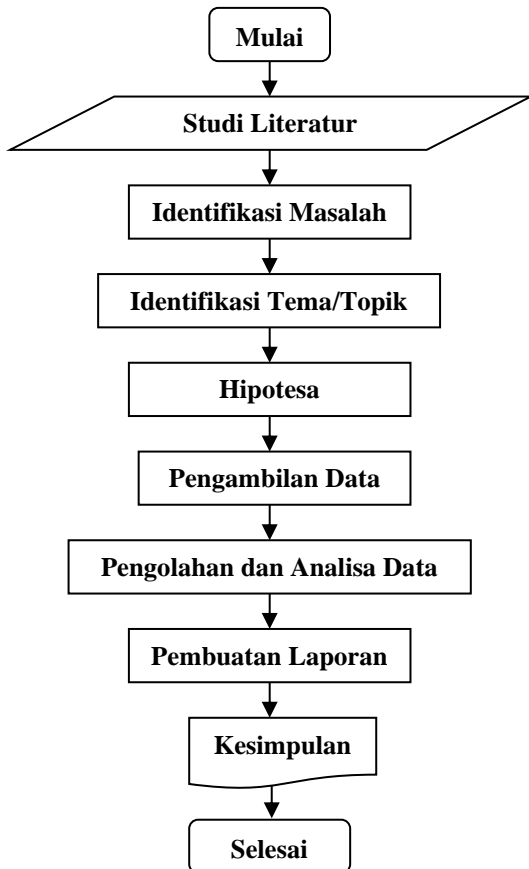 Mulai
Studi Literatur
Identifikasi Masalah
Identifikasi Tema/Topik
Hipotesa
Pengambilan Data
Pengolahan dan Analisa Data
Pembuatan Laporan
Kesimpulan
Selesai